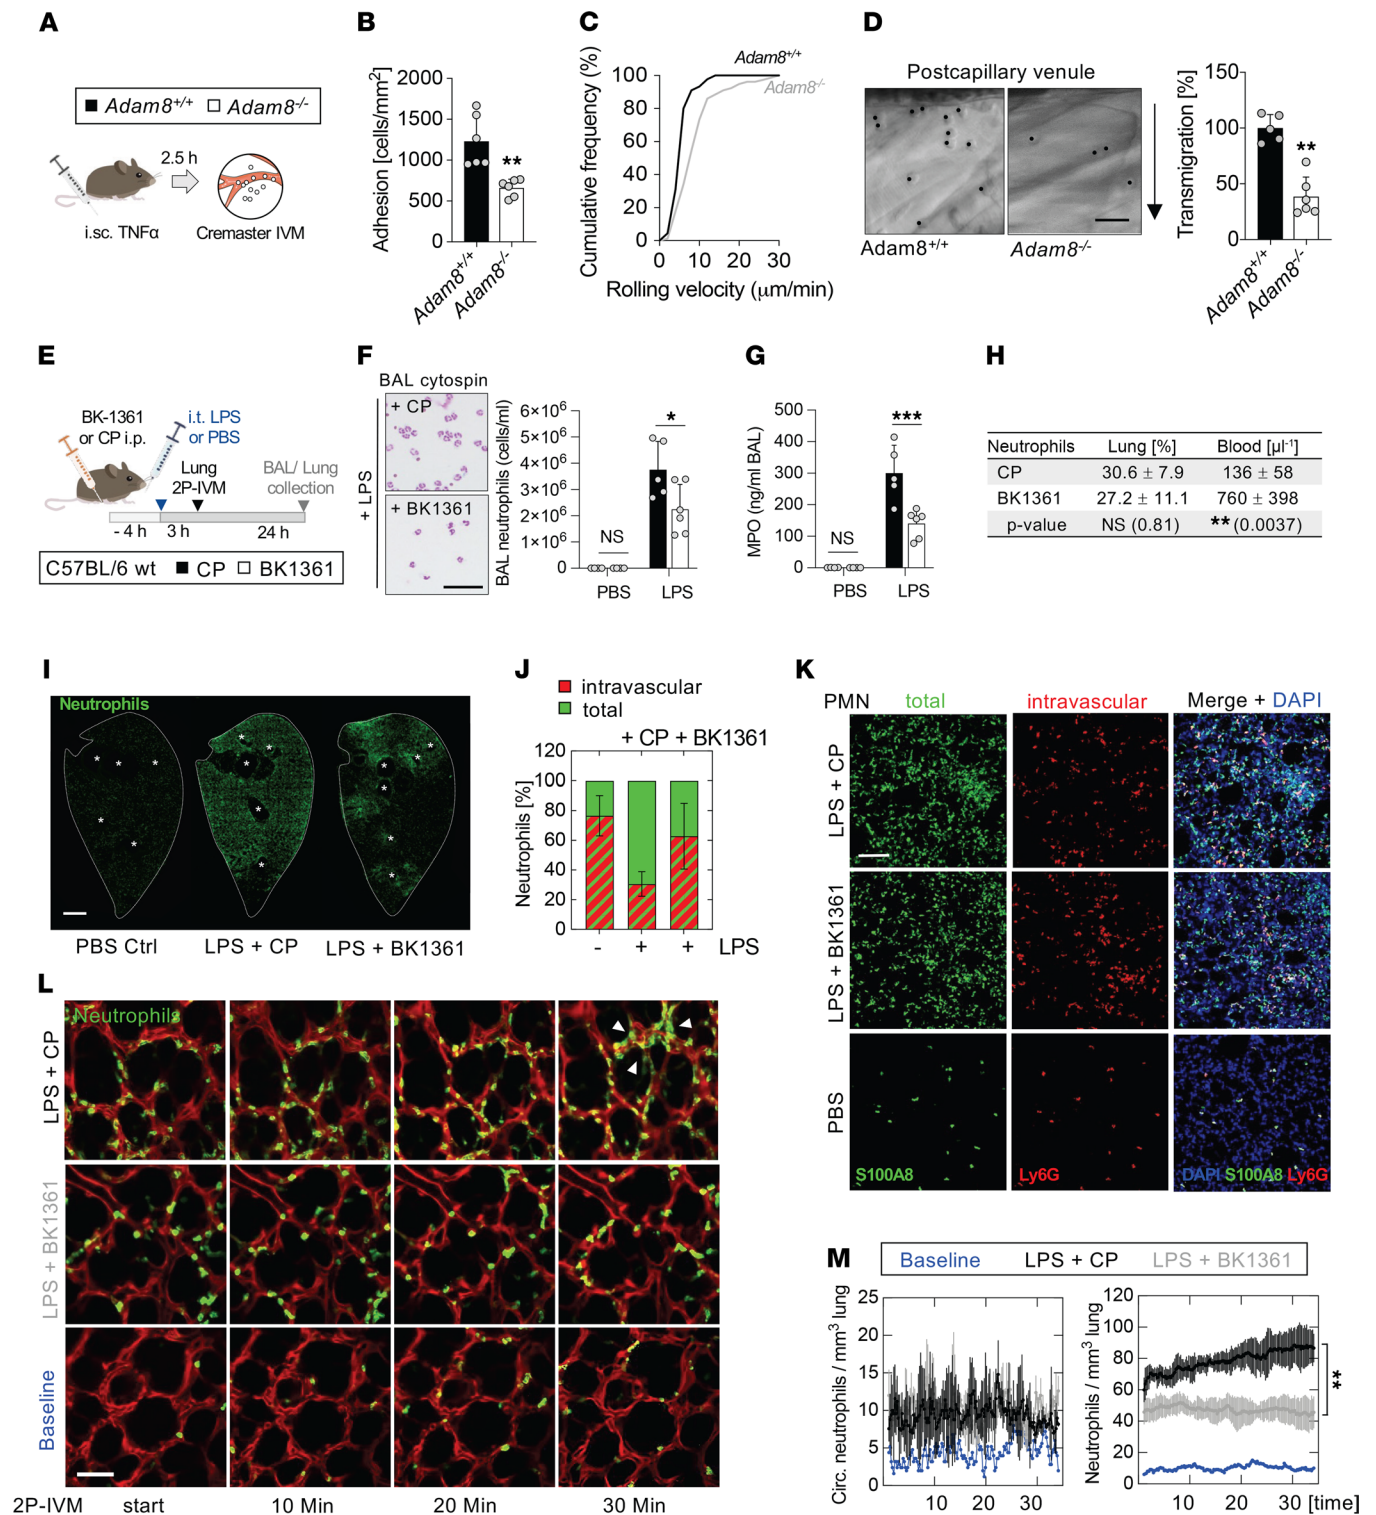 A
Adam8+/+ Adam8-/-
2.5 h
i.sc. TNFα
Cremaster IVM
B
Adhesion [cells/mm2]
2000
1500
1000
500
0
**
Adam8+/+
Adam8-/-
C
Cumulative frequency (%)
100
80
60
40
20
0
Adam8+/+
Adam8-/-
0 10 20 30
Rolling velocity (μm/min)
D
Postcapillary venule
Adam8+/+
Adam8-/-
Transmigration [%]
150
100
50
0
**
Adam8+/+
Adam8-/-
E
BK-1361
or CP i.p.
i.t. LPS
or PBS
Lung
2P-IVM
BAL/ Lung
collection
- 4 h 3 h 24 h
C57BL/6 wt CP BK1361
F
BAL cytospin
+ LPS
+ CP
+ BK1361
BAL neutrophils (cells/ml)
6×106
5×106
4×106
3×106
2×106
1×106
0
NS
*
PBS LPS
G
MPO (ng/ml BAL)
500
400
300
200
100
0
NS
***
PBS LPS
H
Neutrophils Lung [%] Blood [µl-1]
CP 30.6 ± 7.9 136 ± 58
BK1361 27.2 ± 11.1 760 ± 398
p-value NS (0.81) **(0.0037)
I
Neutrophils
PBS Ctrl LPS + CP LPS + BK1361
J
intravascular
total
+ CP + BK1361
Neutrophils [%]
120
100
80
60
40
20
0
- + + LPS
K
PMN total intravascular Merge + DAPI
LPS + CP
LPS + BK1361
PBS
S100A8
Ly6G
DAPI S100A8 Ly6G
L
Neutrophils
LPS + CP
LPS + BK1361
Baseline
2P-IVM start 10 Min 20 Min 30 Min
M
Baseline LPS + CP LPS + BK1361
Circ. neutrophils / mm3 lung
25
20
15
10
5
0
10 20 30
Neutrophils / mm3 lung
120
100
80
60
40
20
0
**
10 20 30 [time]